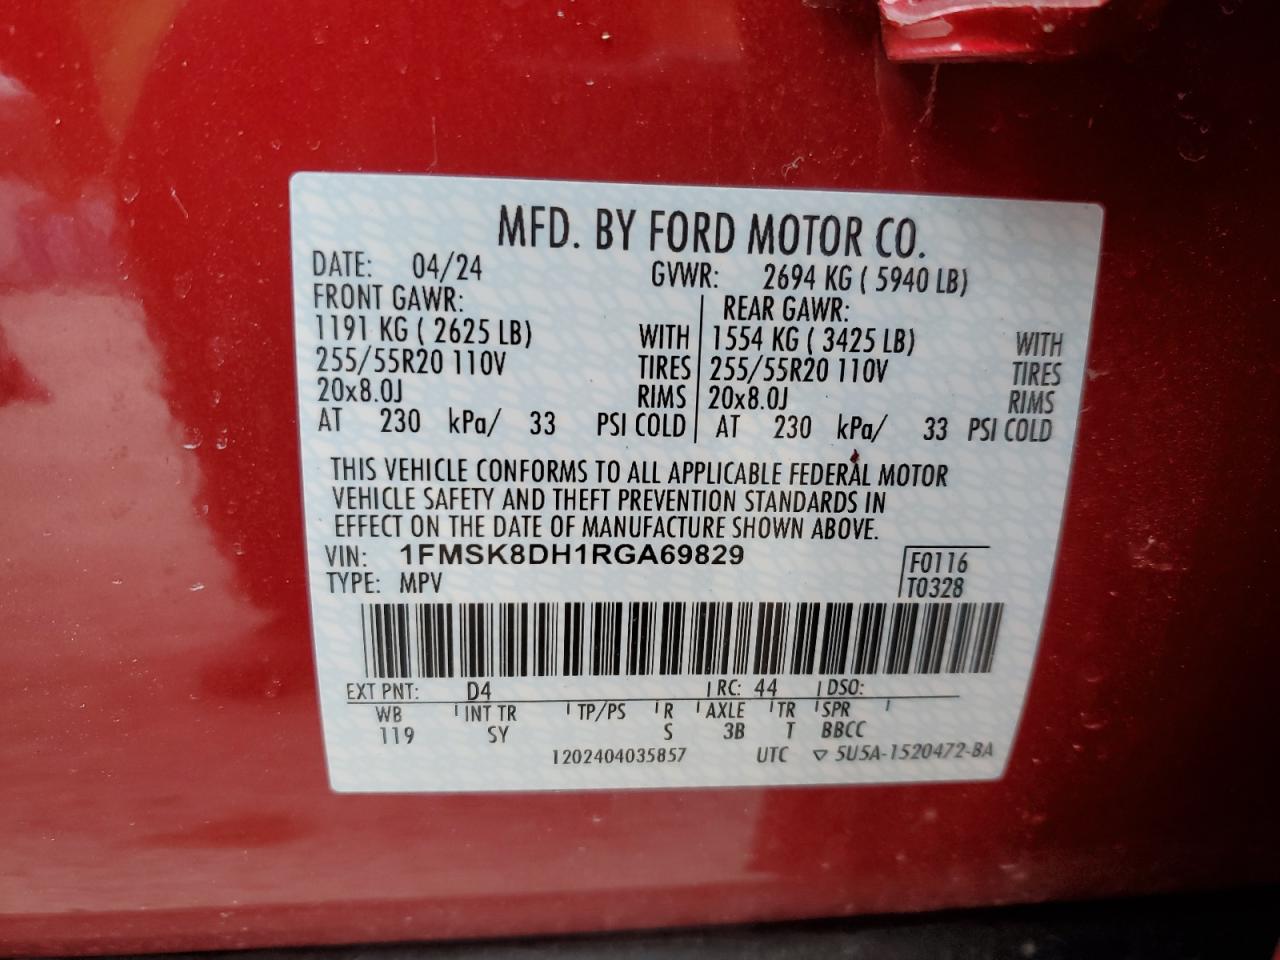 MFD. BY FORD MOTOR CO.
DATE: 04/24 GVWR: 2694 KG ( 5940 LB)
FRONT GAWR: REAR GAWR:
1191 KG ( 2625 LB) WITH 1554 KG ( 3425 LB) WITH
255/55R20 110V TIRES 255/55R20 110V TIRES
20x8.0J RIMS 20x8.0J RIMS
AT 230 kPa/ 33 PSI COLD AT 230 kPa/ 33 PSI COLD
THIS VEHICLE CONFORMS TO ALL APPLICABLE FEDERAL MOTOR
VEHICLE SAFETY AND THEFT PREVENTION STANDARDS IN
EFFECT ON THE DATE OF MANUFACTURE SHOWN ABOVE.
VIN: 1FMSK8DH1RGA69829 F0116
TYPE: MPV T0328
EXT PNT: D4 RC: 44 DSO:
WB INT TR TP/PS R AXLE TR SPR
119 SY S 3B T BBCC
1202404035857 UTC ▽ 5U5A-1520472-BA